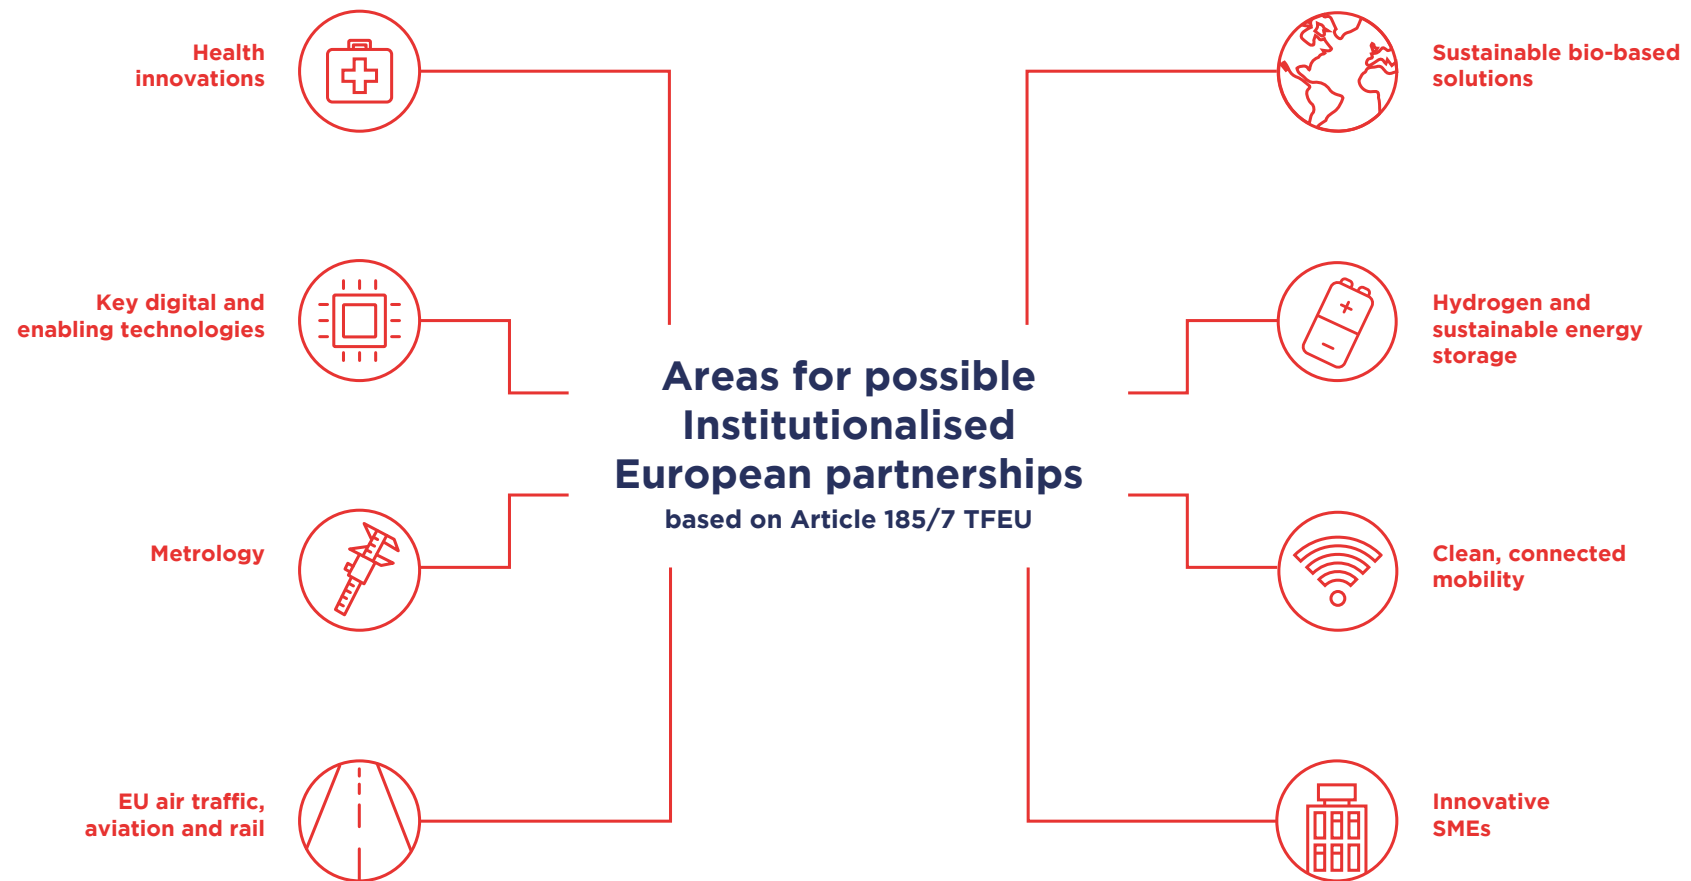 Health
innovations
Key digital and
enabling technologies
Metrology
EU air traffic,
aviation and rail
Areas for possible
Institutionalised
European partnerships
based on Article 185/7 TFEU
Sustainable bio-based
solutions
Hydrogen and
sustainable energy
storage
Clean, connected
mobility
Innovative
SMEs